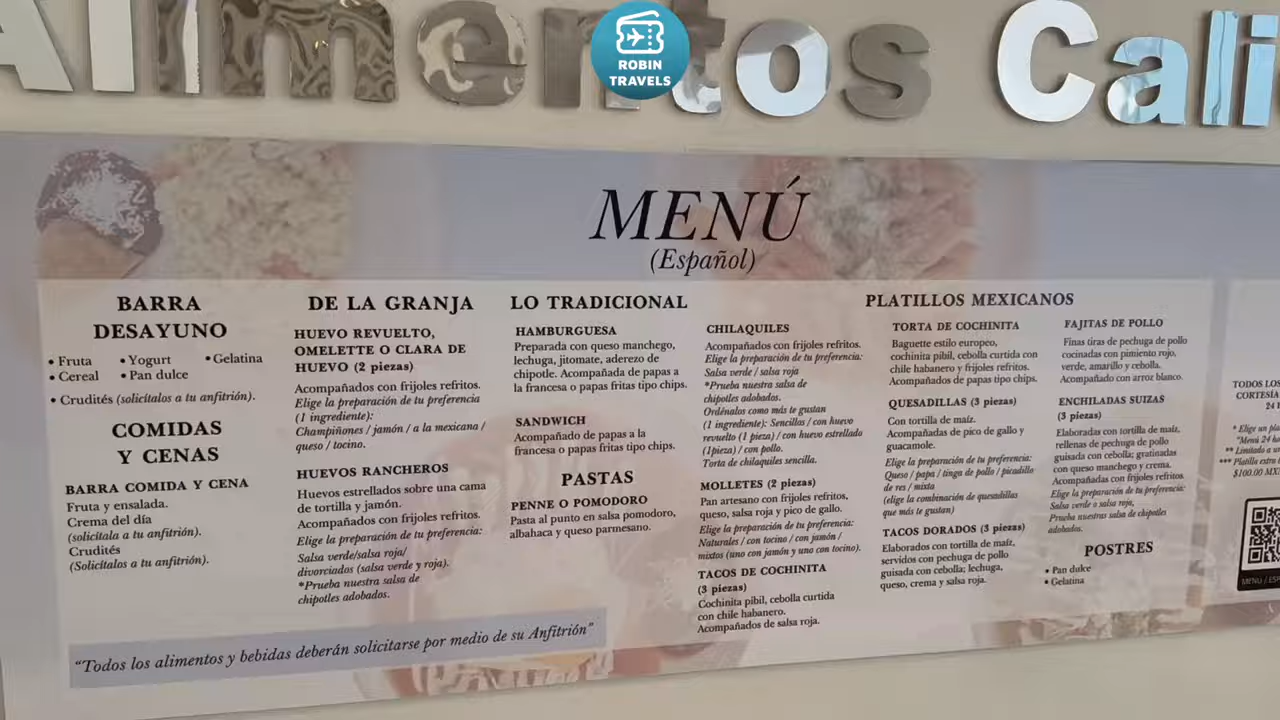 Alimentos Cali
ROBIN
TRAVELS
MENÚ
(Español)
BARRA
DESAYUNO
• Fruta • Yogurt • Gelatina
• Cereal • Pan dulce
• Crudités (solicítalos a tu anfitrión).
COMIDAS
Y CENAS
BARRA COMIDA Y CENA
Fruta y ensalada.
Crema del día
(solicítala a tu anfitrión).
Crudités
(Solicítalos a tu anfitrión).
DE LA GRANJA
HUEVO REVUELTO,
OMELETTE O CLARA DE
HUEVO (2 piezas)
Acompañados con frijoles refritos.
Elige la preparación de tu preferencia
(1 ingrediente):
Champiñones / jamón / a la mexicana /
queso / tocino.
HUEVOS RANCHEROS
Huevos estrellados sobre una cama
de tortilla y jamón.
Acompañados con frijoles refritos.
Elige la preparación de tu preferencia:
Salsa verde/salsa roja/
divorciados (salsa verde y roja).
*Prueba nuestra salsa de
chipotles adobados.
LO TRADICIONAL
HAMBURGUESA
Preparada con queso manchego,
lechuga, jitomate, aderezo de
chipotle. Acompañada de papas a
la francesa o papas fritas tipo chips.
SANDWICH
Acompañado de papas a la
francesa o papas fritas tipo chips.
PASTAS
PENNE O POMODORO
Pasta al punto en salsa pomodoro,
albahaca y queso parmesano.
PLATILLOS MEXICANOS
CHILAQUILES
Acompañados con frijoles refritos.
Elige la preparación de tu preferencia:
Salsa verde / salsa roja
*Prueba nuestra salsa de
chipotles adobados.
Ordénalos como más te gustan
(1 ingrediente): Sencillos / con huevo
revuelto (1 pieza) / con huevo estrellado
(1pieza) / con pollo.
Torta de chilaquiles sencilla.
MOLLETES (2 piezas)
Pan artesano con frijoles refritos,
queso, salsa roja y pico de gallo.
Elige la preparación de tu preferencia:
Naturales / con tocino / con jamón /
mixtos (uno con jamón y uno con tocino).
TACOS DE COCHINITA
(3 piezas)
Cochinita pibil, cebolla curtida
con chile habanero.
Acompañados de salsa roja.
TORTA DE COCHINITA
Baguette estilo europeo,
cochinita pibil, cebolla curtida con
chile habanero y frijoles refritos.
Acompañados de papas tipo chips.
QUESADILLAS (3 piezas)
Con tortilla de maíz.
Acompañadas de pico de gallo y
guacamole.
Elige la preparación de tu preferencia:
Queso / papa / tinga de pollo / picadillo
de res / mixta
(elige la combinación de quesadillas
que más te gustan)
TACOS DORADOS (3 piezas)
Elaborados con tortilla de maíz,
servidos con pechuga de pollo
guisada con cebolla; lechuga,
queso, crema y salsa roja.
FAJITAS DE POLLO
Finas tiras de pechuga de pollo
cocinadas con pimiento rojo,
verde, amarillo y cebolla.
Acompañado con arroz blanco.
ENCHILADAS SUIZAS
(3 piezas)
Elaboradas con tortilla de maíz,
rellenas de pechuga de pollo
guisada con cebolla; gratinadas
con queso manchego y crema.
Acompañadas con frijoles refritos
Elige la preparación de tu preferencia:
Salsa verde o salsa roja,
Prueba nuestras salsa de chipotles
adobados.
POSTRES
• Pan dulce
• Gelatina
TODOS LOS
CORTESÍA
24
* Elige un pla
"Menú 24 ho
** Limitado a u
*** Platillo extra
$100.00 MX
MENÚ / ESP
“Todos los alimentos y bebidas deberán solicitarse por medio de su Anfitrión”